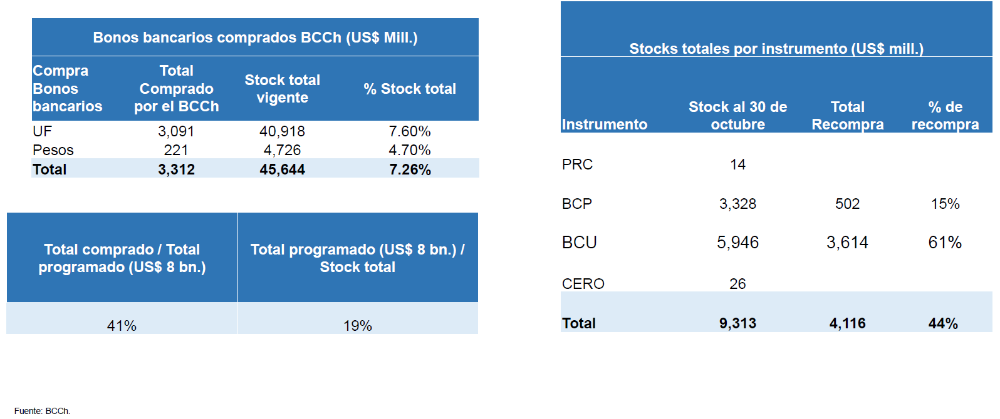 Bonos bancarios comprados BCCh (US$ Mill.)
Compra Bonos bancarios	Total Comprado por el BCCh	Stock total vigente	% Stock total
UF	3,091	40,918	7.60%
Pesos	221	4,726	4.70%
Total	3,312	45,644	7.26%
Total comprado / Total programado (US$ 8 bn.)	Total programado (US$ 8 bn.) / Stock total
41%	19%
Stocks totales por instrumento (US$ mill.)
Instrumento	Stock al 30 de octubre	Total Recompra	% de recompra
PRC	14
BCP	3,328	502	15%
BCU	5,946	3,614	61%
CERO	26
Total	9,313	4,116	44%
Fuente: BCCh.